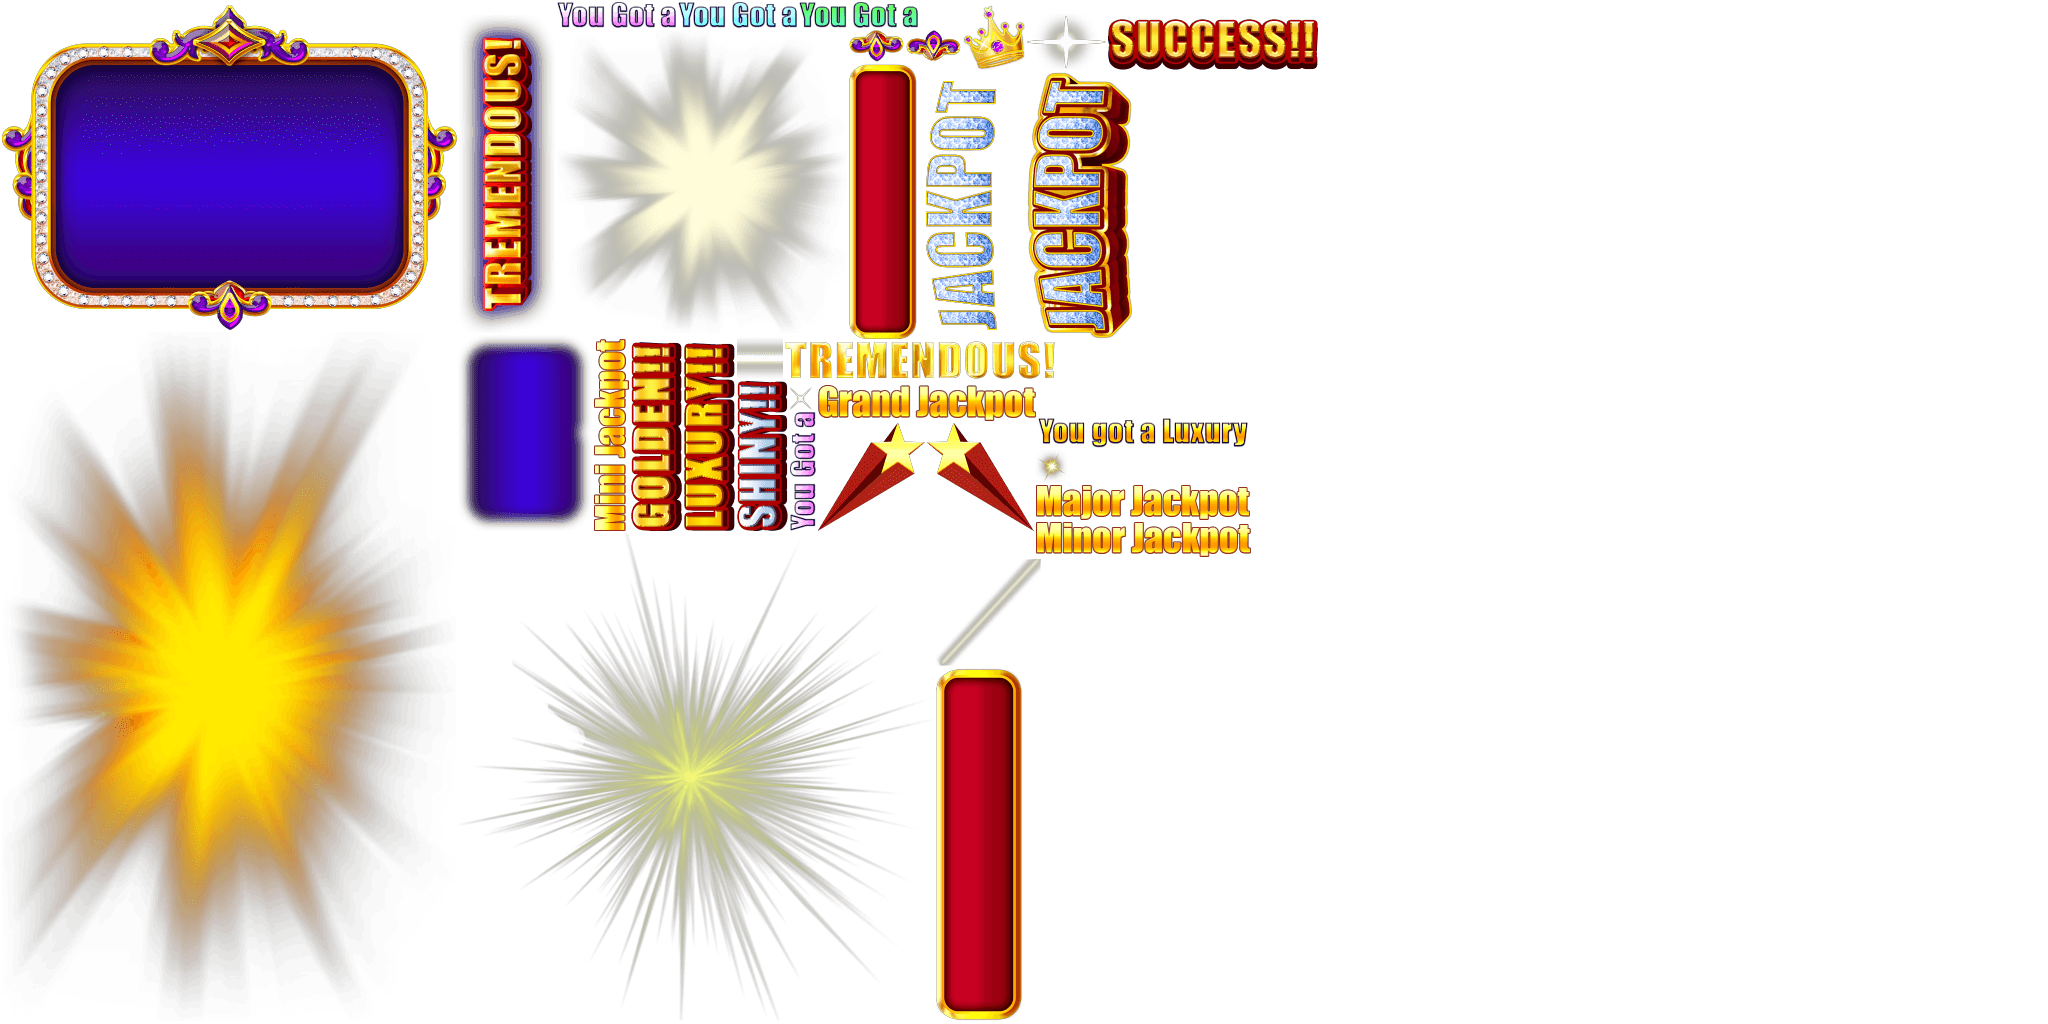 You Got a
You Got a
You Got a
SUCCESS!!
TREMENDOUS!
JACKPOT
JACKPOT
Mini Jackpot
GOLDEN!!
LUXURY!!
SHINY!!
You Got a
TREMENDOUS!
Grand Jackpot
You got a Luxury
Major Jackpot
Minor Jackpot